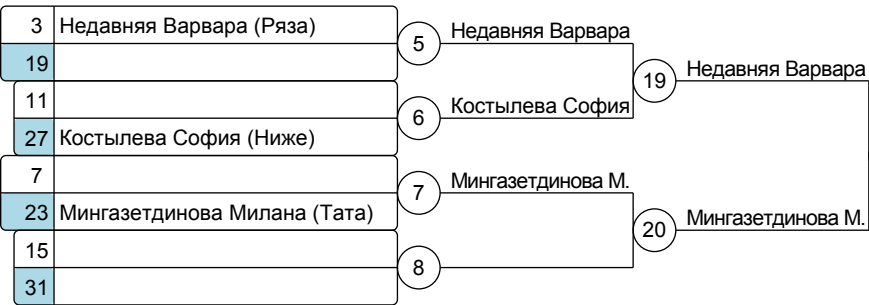 3 Недавняя Варвара (Ряза)
19
5 Недавняя Варвара
11
27 Костылева София (Ниже)
6 Костылева София
19 Недавняя Варвара
7
23 Мингазетдинова Милана (Тата)
7 Мингазетдинова М.
15
31
8
20 Мингазетдинова М.